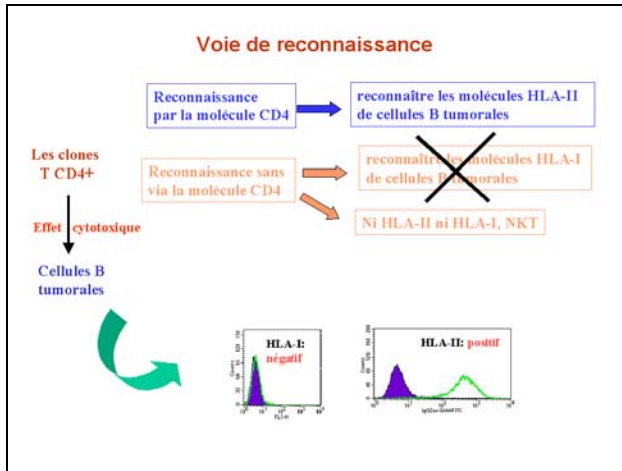 Voie de reconnaissance
Reconnaissance
par la molécule CD4
reconnaître les molécules HLA-II
de cellules B tumorales
Les clones
T CD4+
Reconnaissance sans
via la molécule CD4
reconnaître les molécules HLA-I
de cellules B tumorales
Ni HLA-II ni HLA-I, NKT
Effet cytotoxique
Cellules B
tumorales
HLA-I:
négatif
HLA-II: positif
Counts
Counts